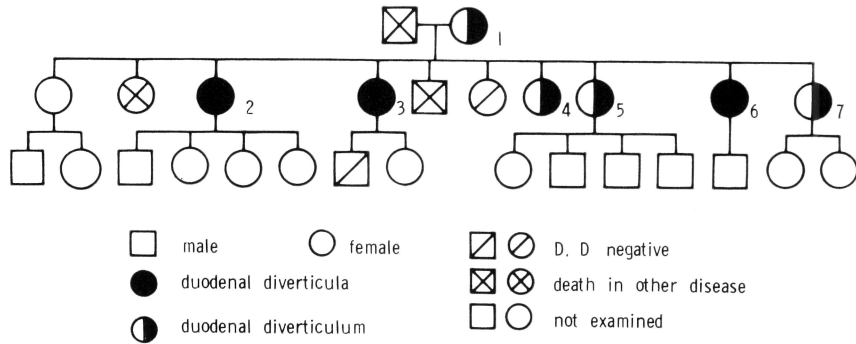 1
2 3 4 5 6 7
male female D. D negative
duodenal diverticula death in other disease
duodenal diverticulum not examined